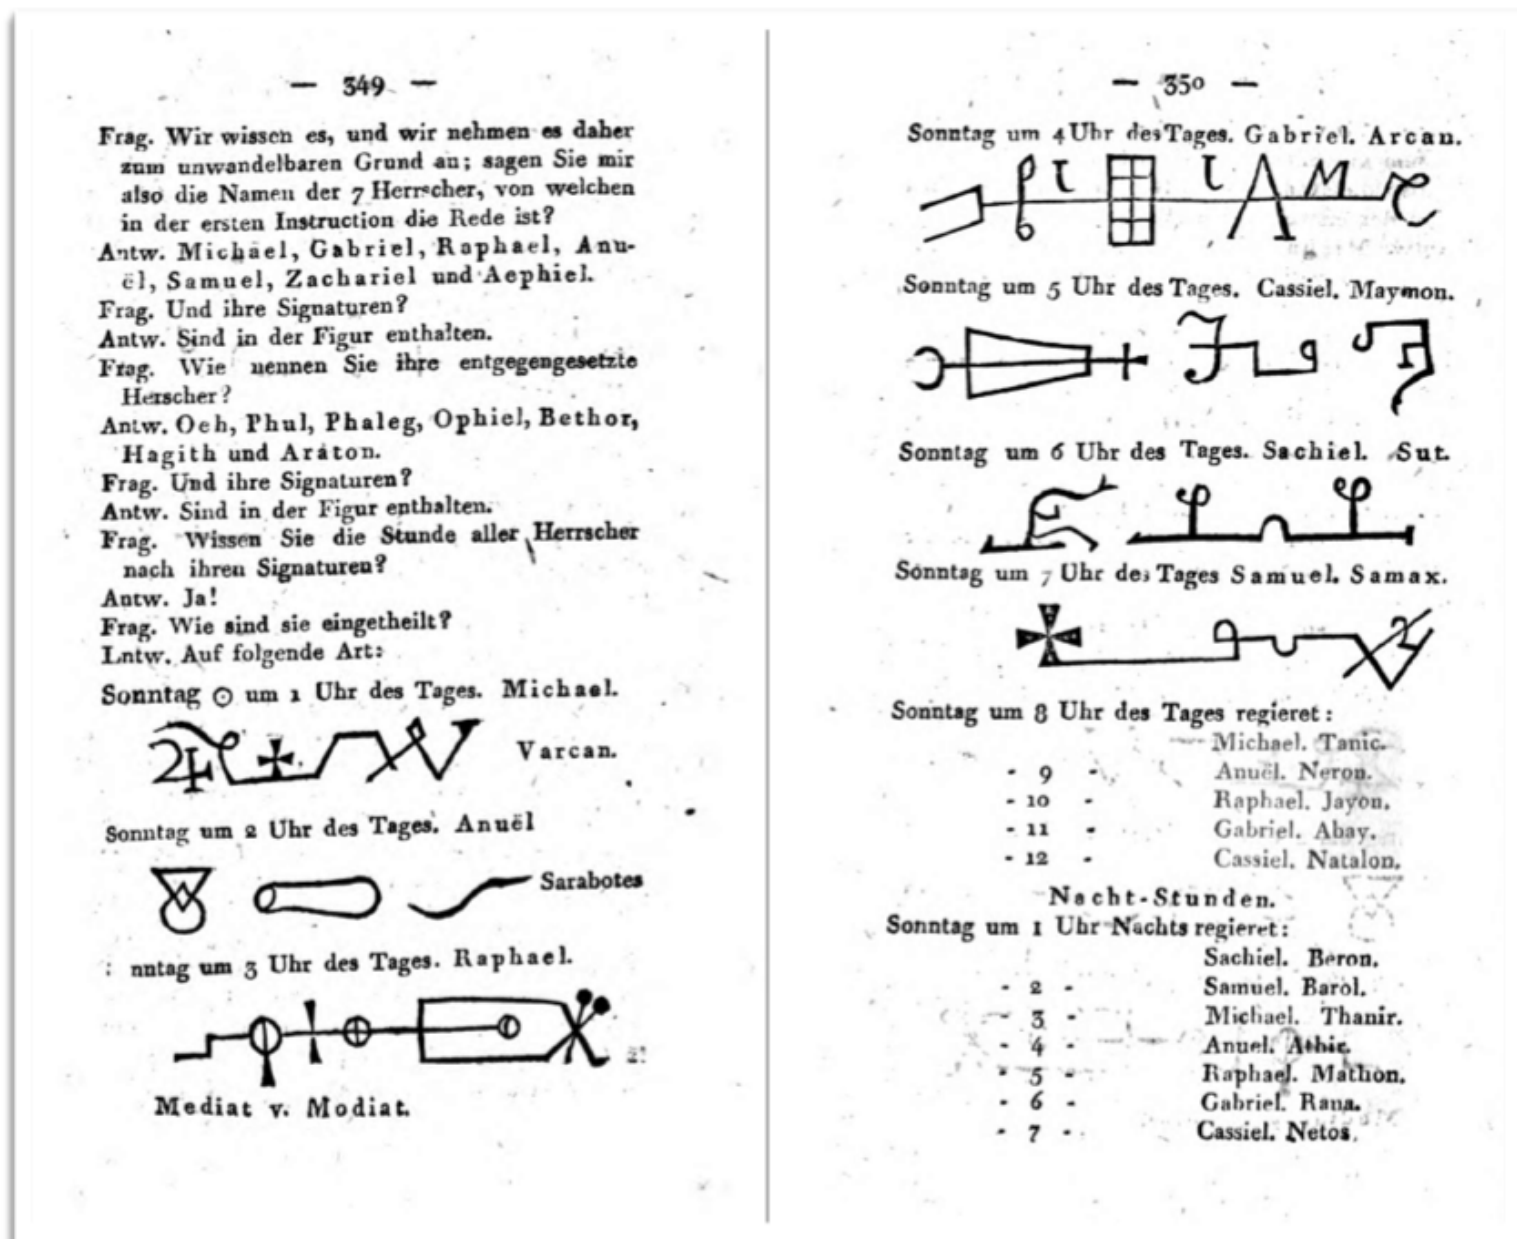 — 349 —
Frag. Wir wissen es, und wir nehmen es daher
zum unwandelbaren Grund an; sagen Sie mir
also die Namen der 7 Herrscher, von welchen
in der ersten Instruction die Rede ist?
Antw. Michael, Gabriel, Raphael, Anu-
ël, Samuel, Zachariel und Aephiel.
Frag. Und ihre Signaturen?
Antw. Sind in der Figur enthalten.
Frag. Wie nennen Sie ihre entgegengesetzte
Herscher?
Antw. Och, Phul, Phaleg, Ophiel, Bethor,
Hagith und Araton.
Frag. Und ihre Signaturen?
Antw. Sind in der Figur enthalten.
Frag. Wissen Sie die Stunde aller Herrscher
nach ihren Signaturen?
Antw. Ja!
Frag. Wie sind sie eingetheilt?
Lntw. Auf folgende Art:
Sonntag ☉ um 1 Uhr des Tages. Michael.
Varcan.
Sonntag um 2 Uhr des Tages. Anuël
Sarabotes
nntag um 3 Uhr des Tages. Raphael.
Mediat v. Modiat.
— 350 —
Sonntag um 4 Uhr des Tages. Gabriel. Arcan.
Sonntag um 5 Uhr des Tages. Cassiel. Maymon.
Sonntag um 6 Uhr des Tages. Sachiel. Sut.
Sonntag um 7 Uhr des Tages Samuel. Samax.
Sonntag um 8 Uhr des Tages regieret:
Michael. Tanic.
- 9 - Anuël. Neron.
- 10 - Raphael. Jayon.
- 11 - Gabriel. Abay.
- 12 - Cassiel. Natalon.
Nacht-Stunden.
Sonntag um 1 Uhr Nachts regieret:
Sachiel. Beron.
- 2 - Samuel. Barol.
- 3 - Michael. Thanir.
- 4 - Anuel. Athir.
- 5 - Raphael. Mathon.
- 6 - Gabriel. Rana.
- 7 - Cassiel. Netos.